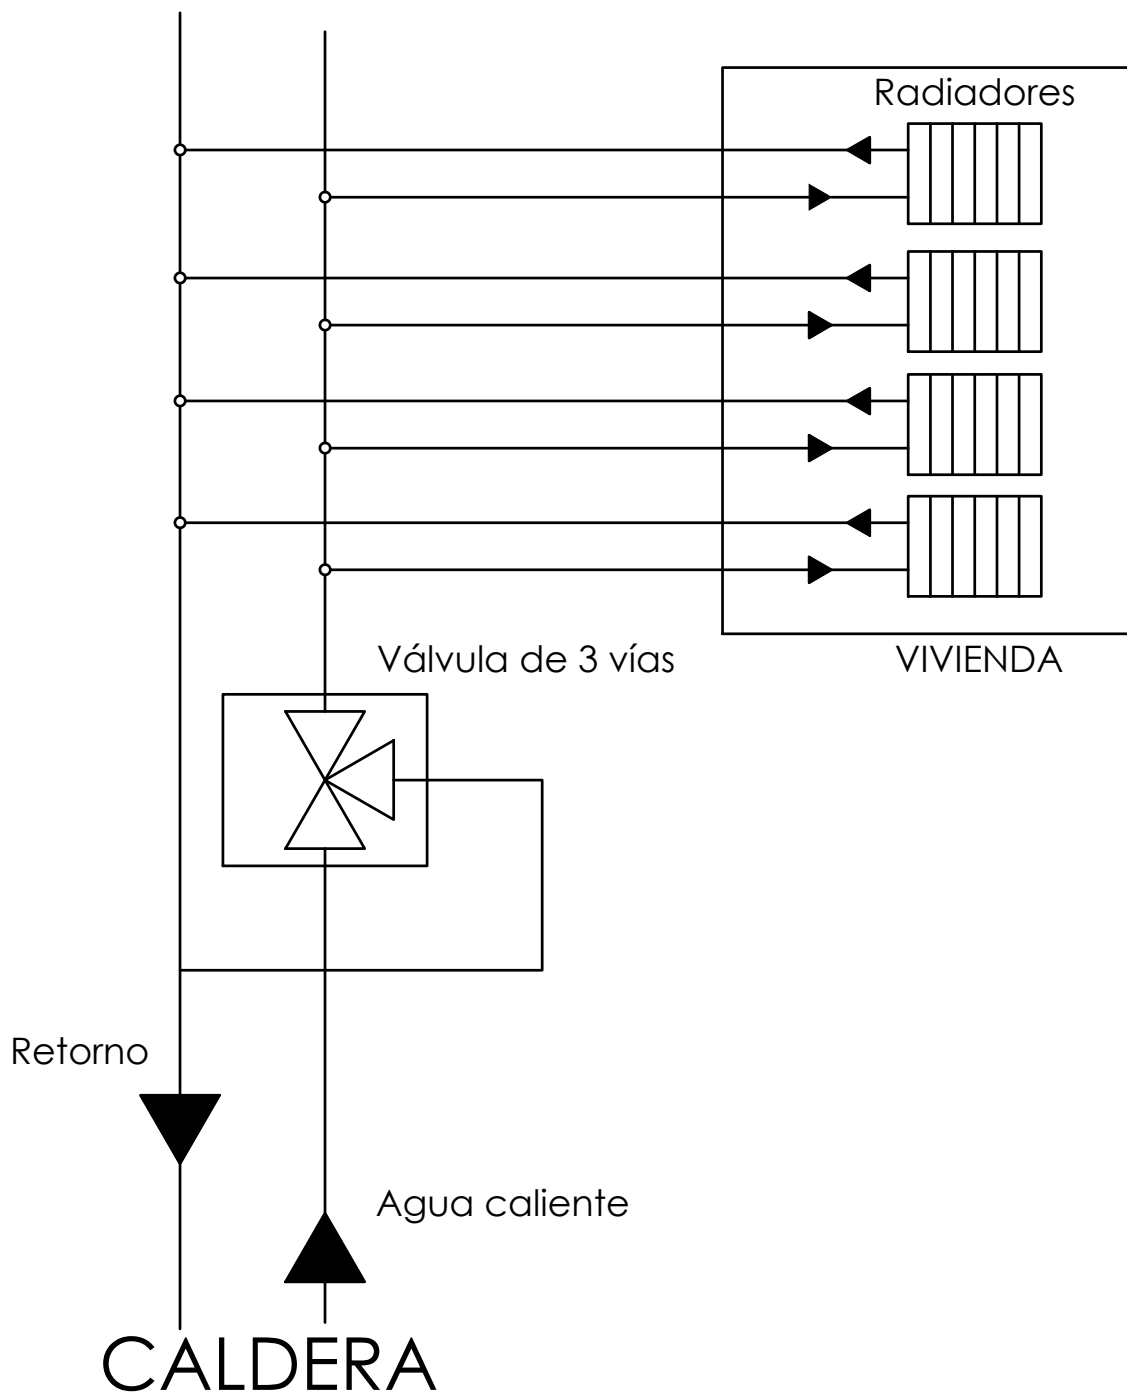 Radiadores
Válvula de 3 vías
VIVIENDA
Retorno
Agua caliente
CALDERA